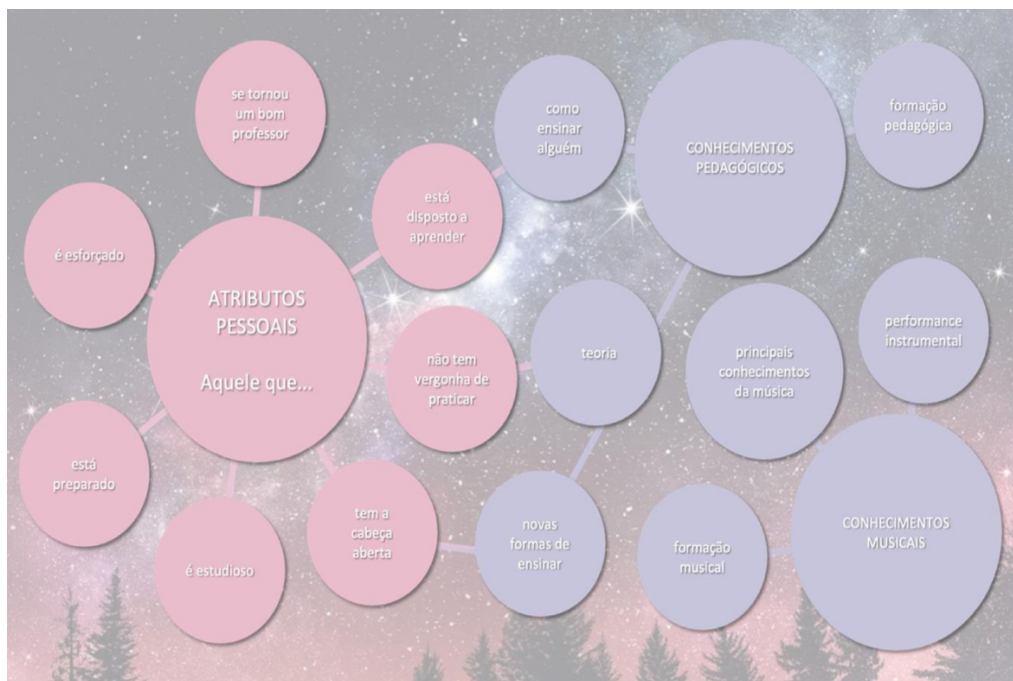 se tornou
um bom
professor
é esforçado
ATRIBUTOS
PESSOAIS
Aquele que...
está
preparado
é estudioso
está
disposto a
aprender
não tem
vergonha de
praticar
tem a
cabeça
aberta
como
ensinar
alguém
CONHECIMENTOS
PEDAGÓGICOS
formação
pedagógica
teoria
novas
formas de
ensinar
principais
conhecimentos
da música
performance
instrumental
formação
musical
CONHECIMENTOS
MUSICAIS